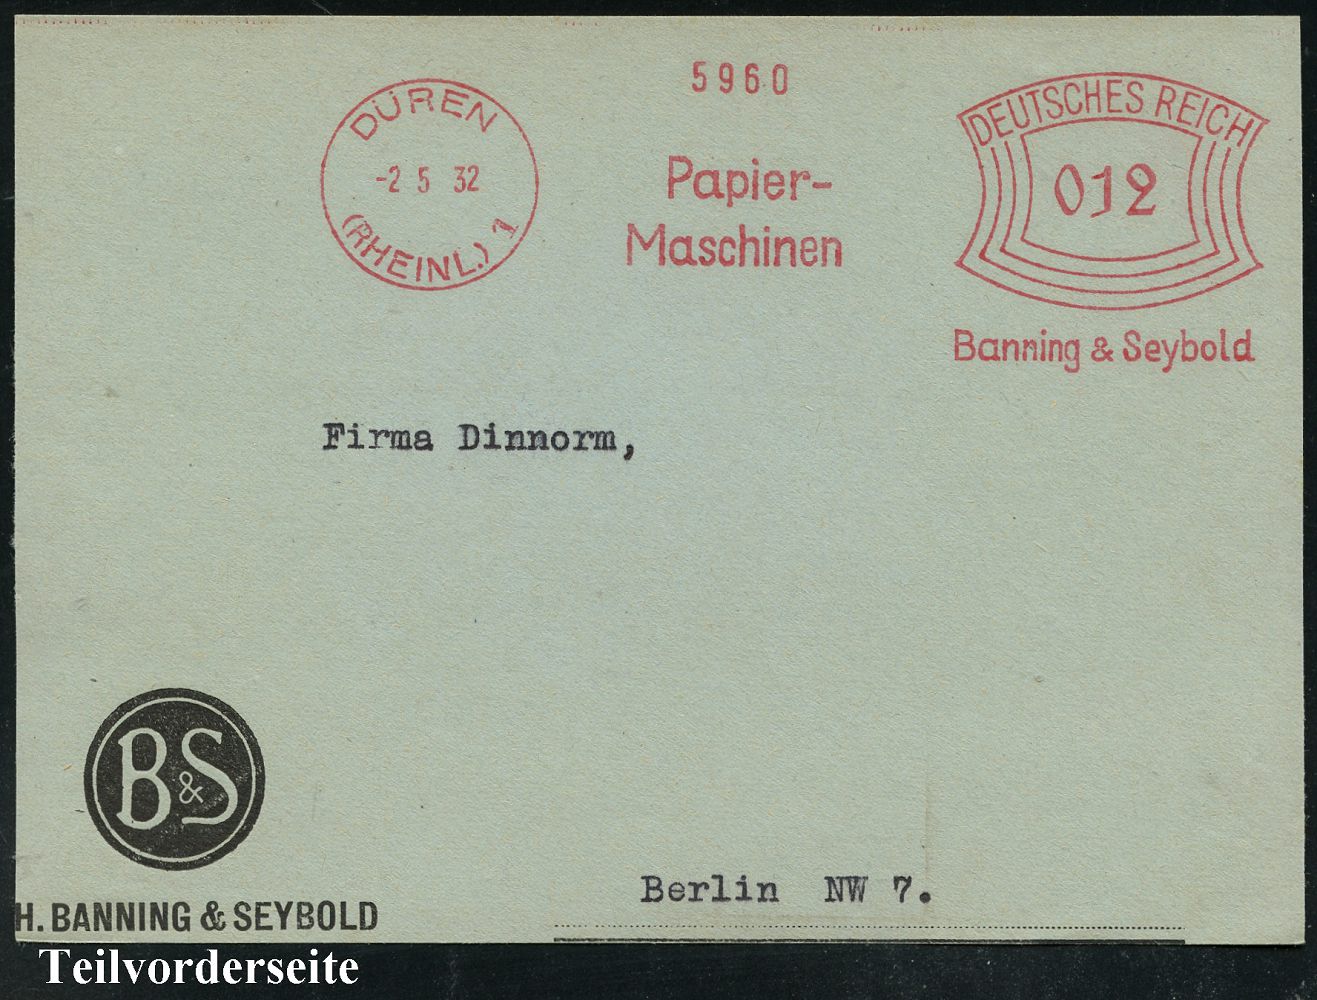 5960
DÜREN
-2 5 32
(RHEINL.) 1
Papier-
Maschinen
DEUTSCHES REICH
012
Banning & Seybold
Firma Dinnorm,
B&S
Berlin NW 7.
H. BANNING & SEYBOLD
Teilvorderseite